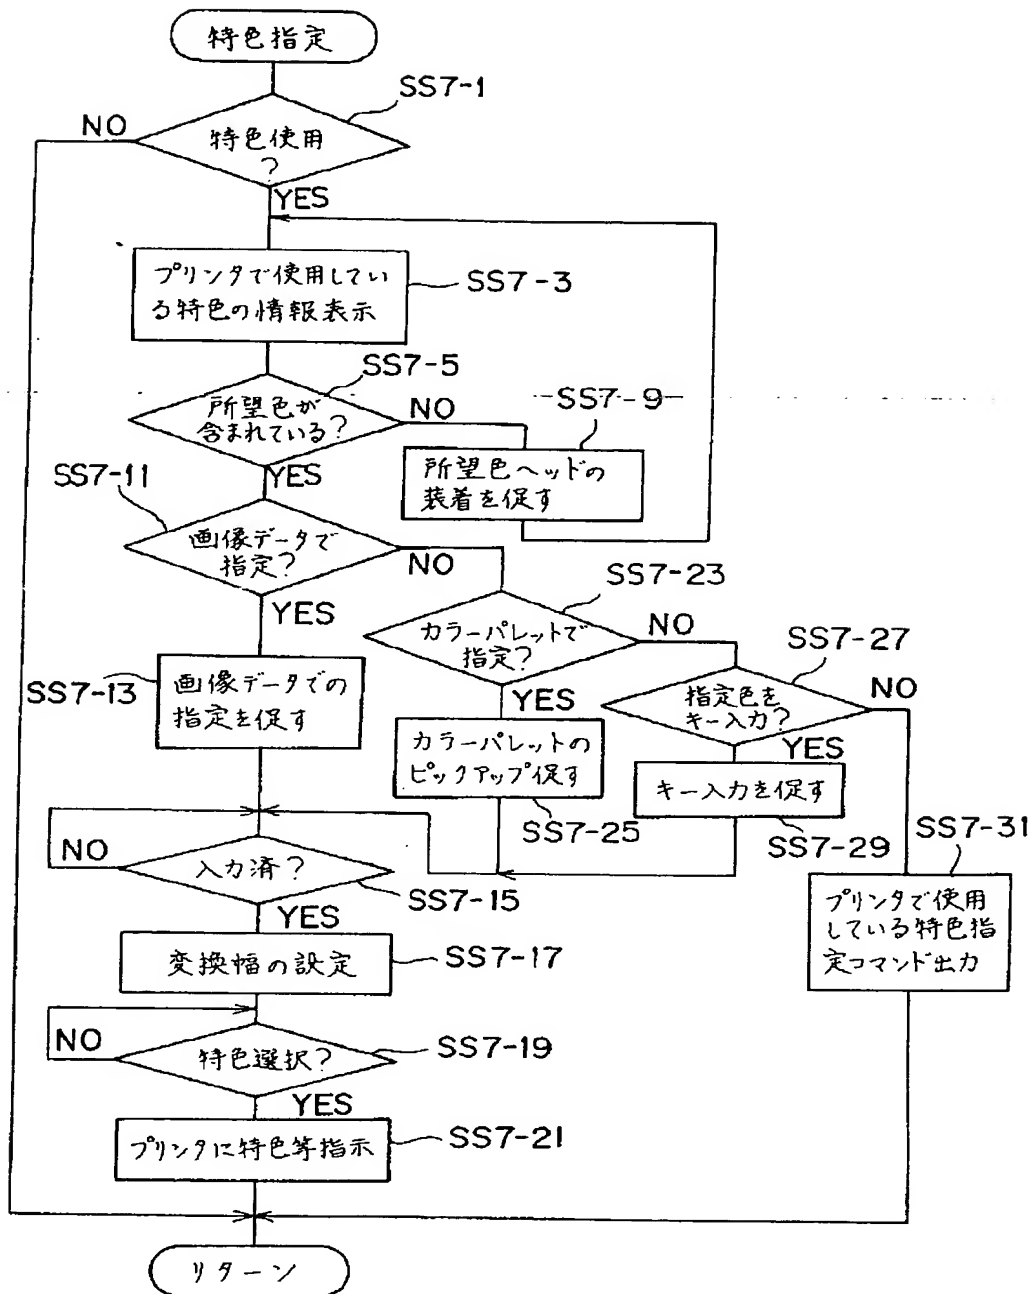 特色指定
SS7-1
NO
特色使用
?
YES
プリンタで使用してい
る特色の情報表示
SS7-3
SS7-5
所望色が
含まれている?
NO
SS7-9
所望色ヘッドの
装着を促す
YES
SS7-11
画像データで
指定?
NO
YES
SS7-23
カラーパレットで
指定?
NO
SS7-27
指定色を
キー入力?
NO
SS7-13
画像データでの
指定を促す
YES
カラーパレットの
ピックアップ促す
SS7-25
YES
キー入力を促す
SS7-29
SS7-31
プリンタで使用
している特色指
定コマンド出力
NO
入力済?
SS7-15
YES
変換幅の設定
SS7-17
NO
特色選択?
SS7-19
YES
プリンタに特色等指示
SS7-21
リターン